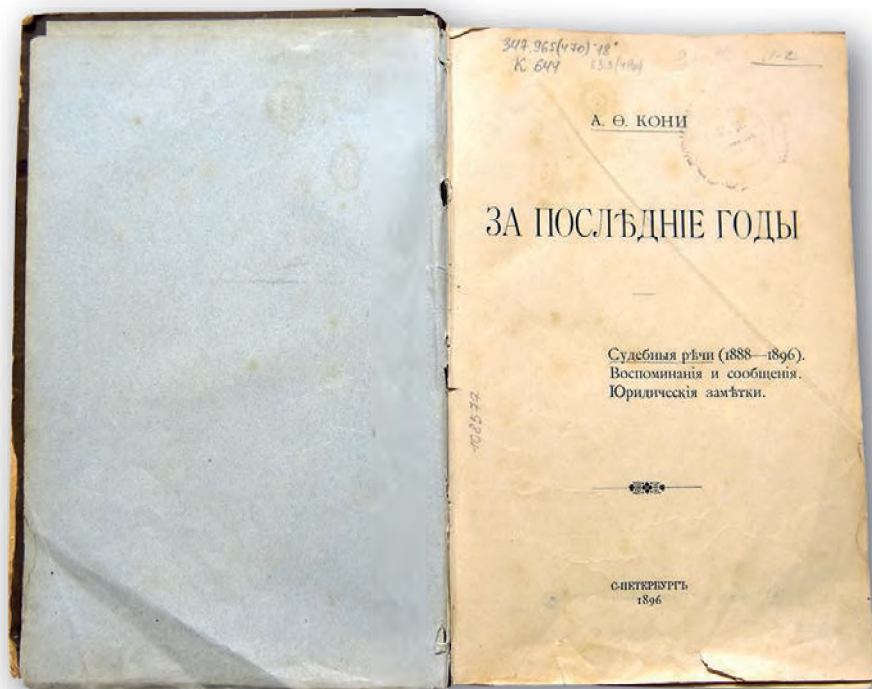 347.965(470)"18"
К 644
А. Ѳ. КОНИ
ЗА ПОСЛѢДНІЕ ГОДЫ
Судебныя рѣчи (1888—1896).
Воспоминанія и сообщенія.
Юридическія замѣтки.
С-ПЕТЕРБУРГЪ
1896